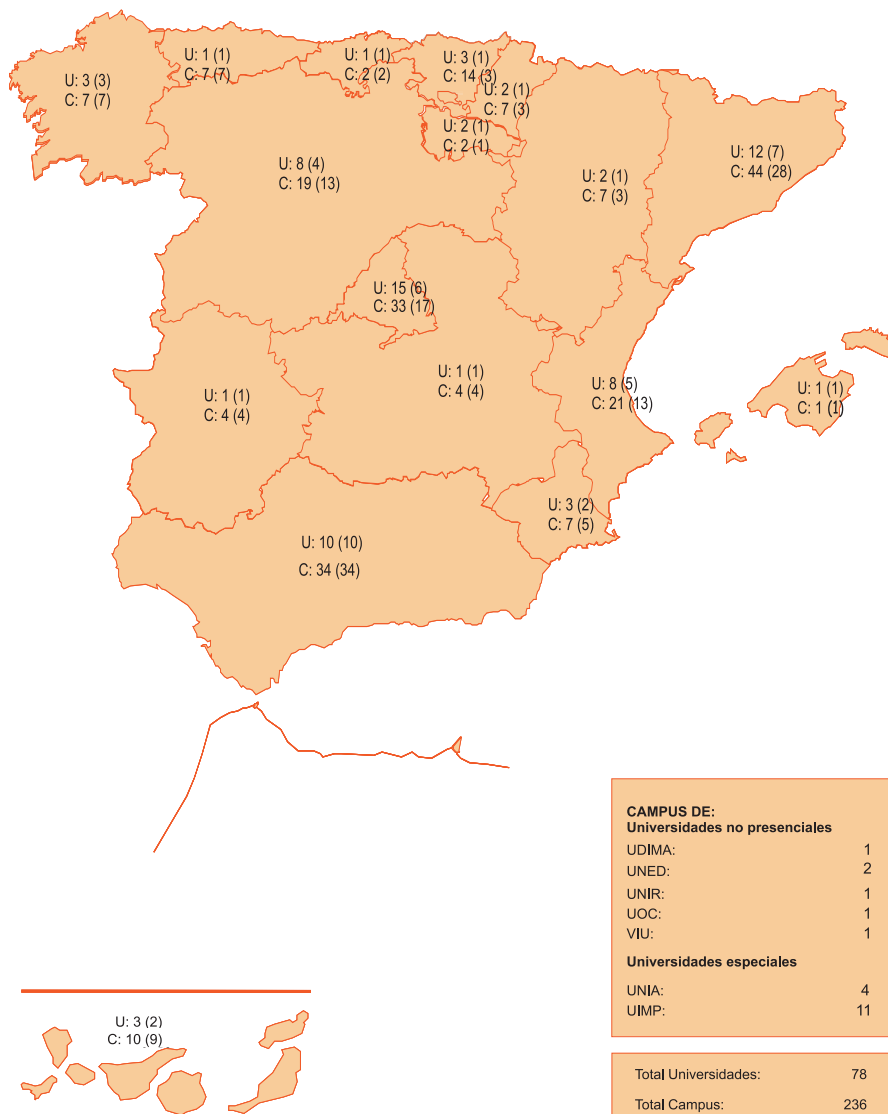 U: 3 (3)
C: 7 (7)
U: 1 (1)
C: 7 (7)
U: 1 (1)
C: 2 (2)
U: 3 (1)
C: 14 (3)
U: 2 (1)
C: 7 (3)
U: 2 (1)
C: 2 (1)
U: 8 (4)
C: 19 (13)
U: 2 (1)
C: 7 (3)
U: 12 (7)
C: 44 (28)
U: 15 (6)
C: 33 (17)
U: 1 (1)
C: 4 (4)
U: 1 (1)
C: 4 (4)
U: 8 (5)
C: 21 (13)
U: 1 (1)
C: 1 (1)
U: 3 (2)
C: 7 (5)
U: 10 (10)
C: 34 (34)
U: 3 (2)
C: 10 (9)
CAMPUS DE:
Universidades no presenciales
UDIMA: 1
UNED: 2
UNIR: 1
UOC: 1
VIU: 1
Universidades especiales
UNIA: 4
UIMP: 11
Total Universidades: 78
Total Campus: 236